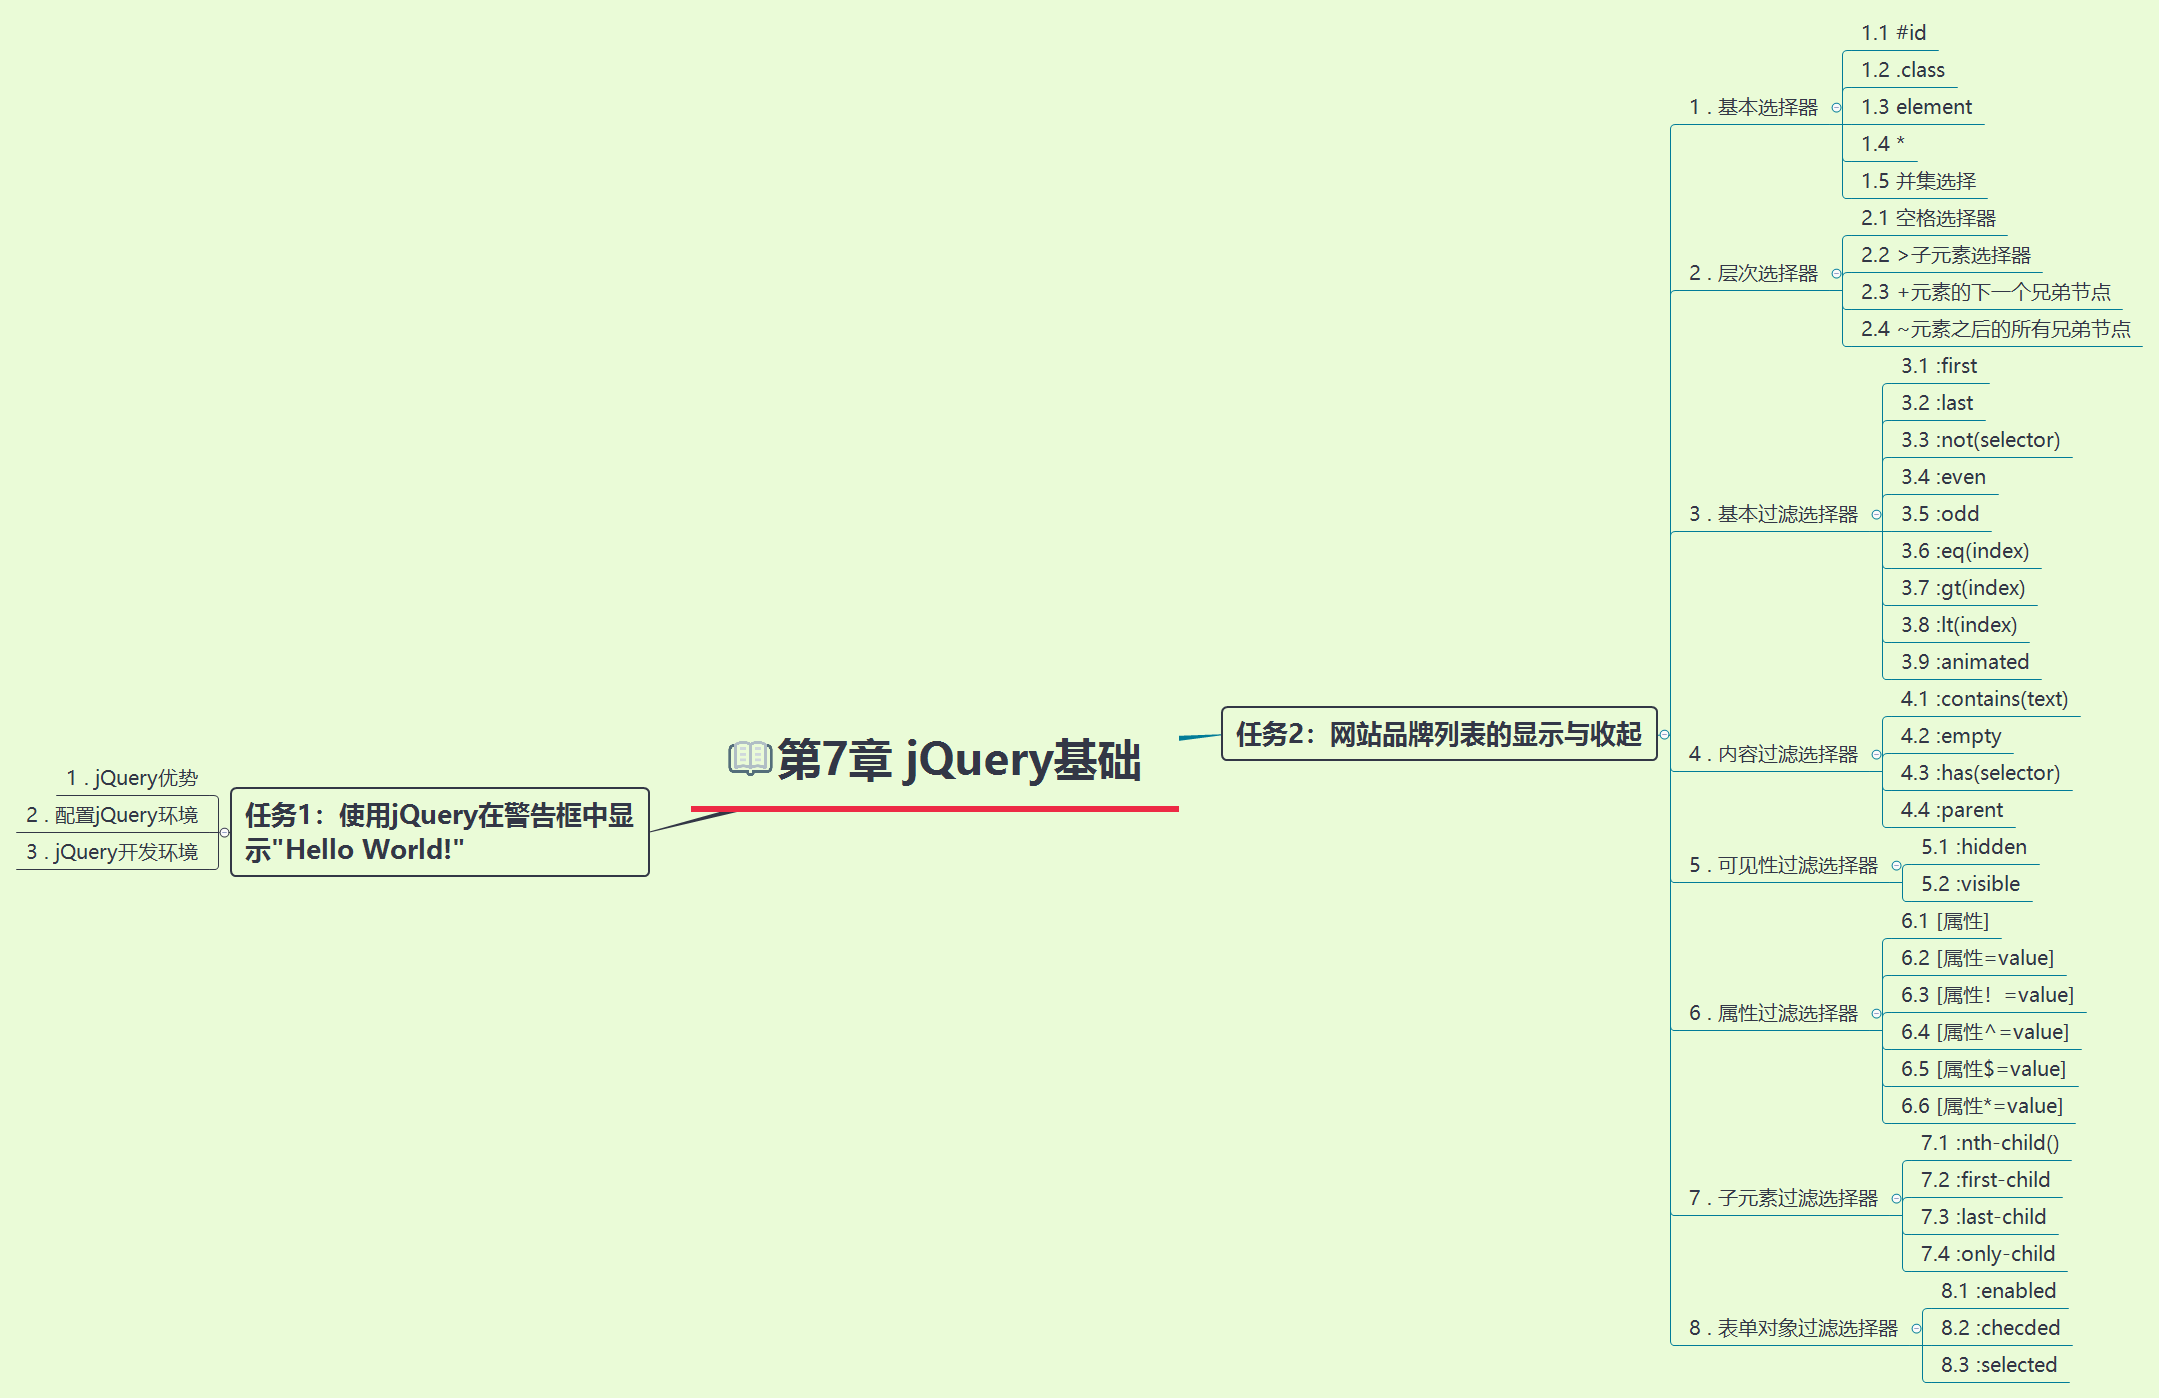 第7章 jQuery基础
任务1：使用jQuery在警告框中显
示"Hello World!"
1 . jQuery优势
2 . 配置jQuery环境
3 . jQuery开发环境
任务2：网站品牌列表的显示与收起
1 . 基本选择器
1.1 #id
1.2 .class
1.3 element
1.4 *
1.5 并集选择
2 . 层次选择器
2.1 空格选择器
2.2 >子元素选择器
2.3 +元素的下一个兄弟节点
2.4 ~元素之后的所有兄弟节点
3 . 基本过滤选择器
3.1 :first
3.2 :last
3.3 :not(selector)
3.4 :even
3.5 :odd
3.6 :eq(index)
3.7 :gt(index)
3.8 :lt(index)
3.9 :animated
4 . 内容过滤选择器
4.1 :contains(text)
4.2 :empty
4.3 :has(selector)
4.4 :parent
5 . 可见性过滤选择器
5.1 :hidden
5.2 :visible
6 . 属性过滤选择器
6.1 [属性]
6.2 [属性=value]
6.3 [属性！=value]
6.4 [属性^=value]
6.5 [属性$=value]
6.6 [属性*=value]
7 . 子元素过滤选择器
7.1 :nth-child()
7.2 :first-child
7.3 :last-child
7.4 :only-child
8 . 表单对象过滤选择器
8.1 :enabled
8.2 :checded
8.3 :selected